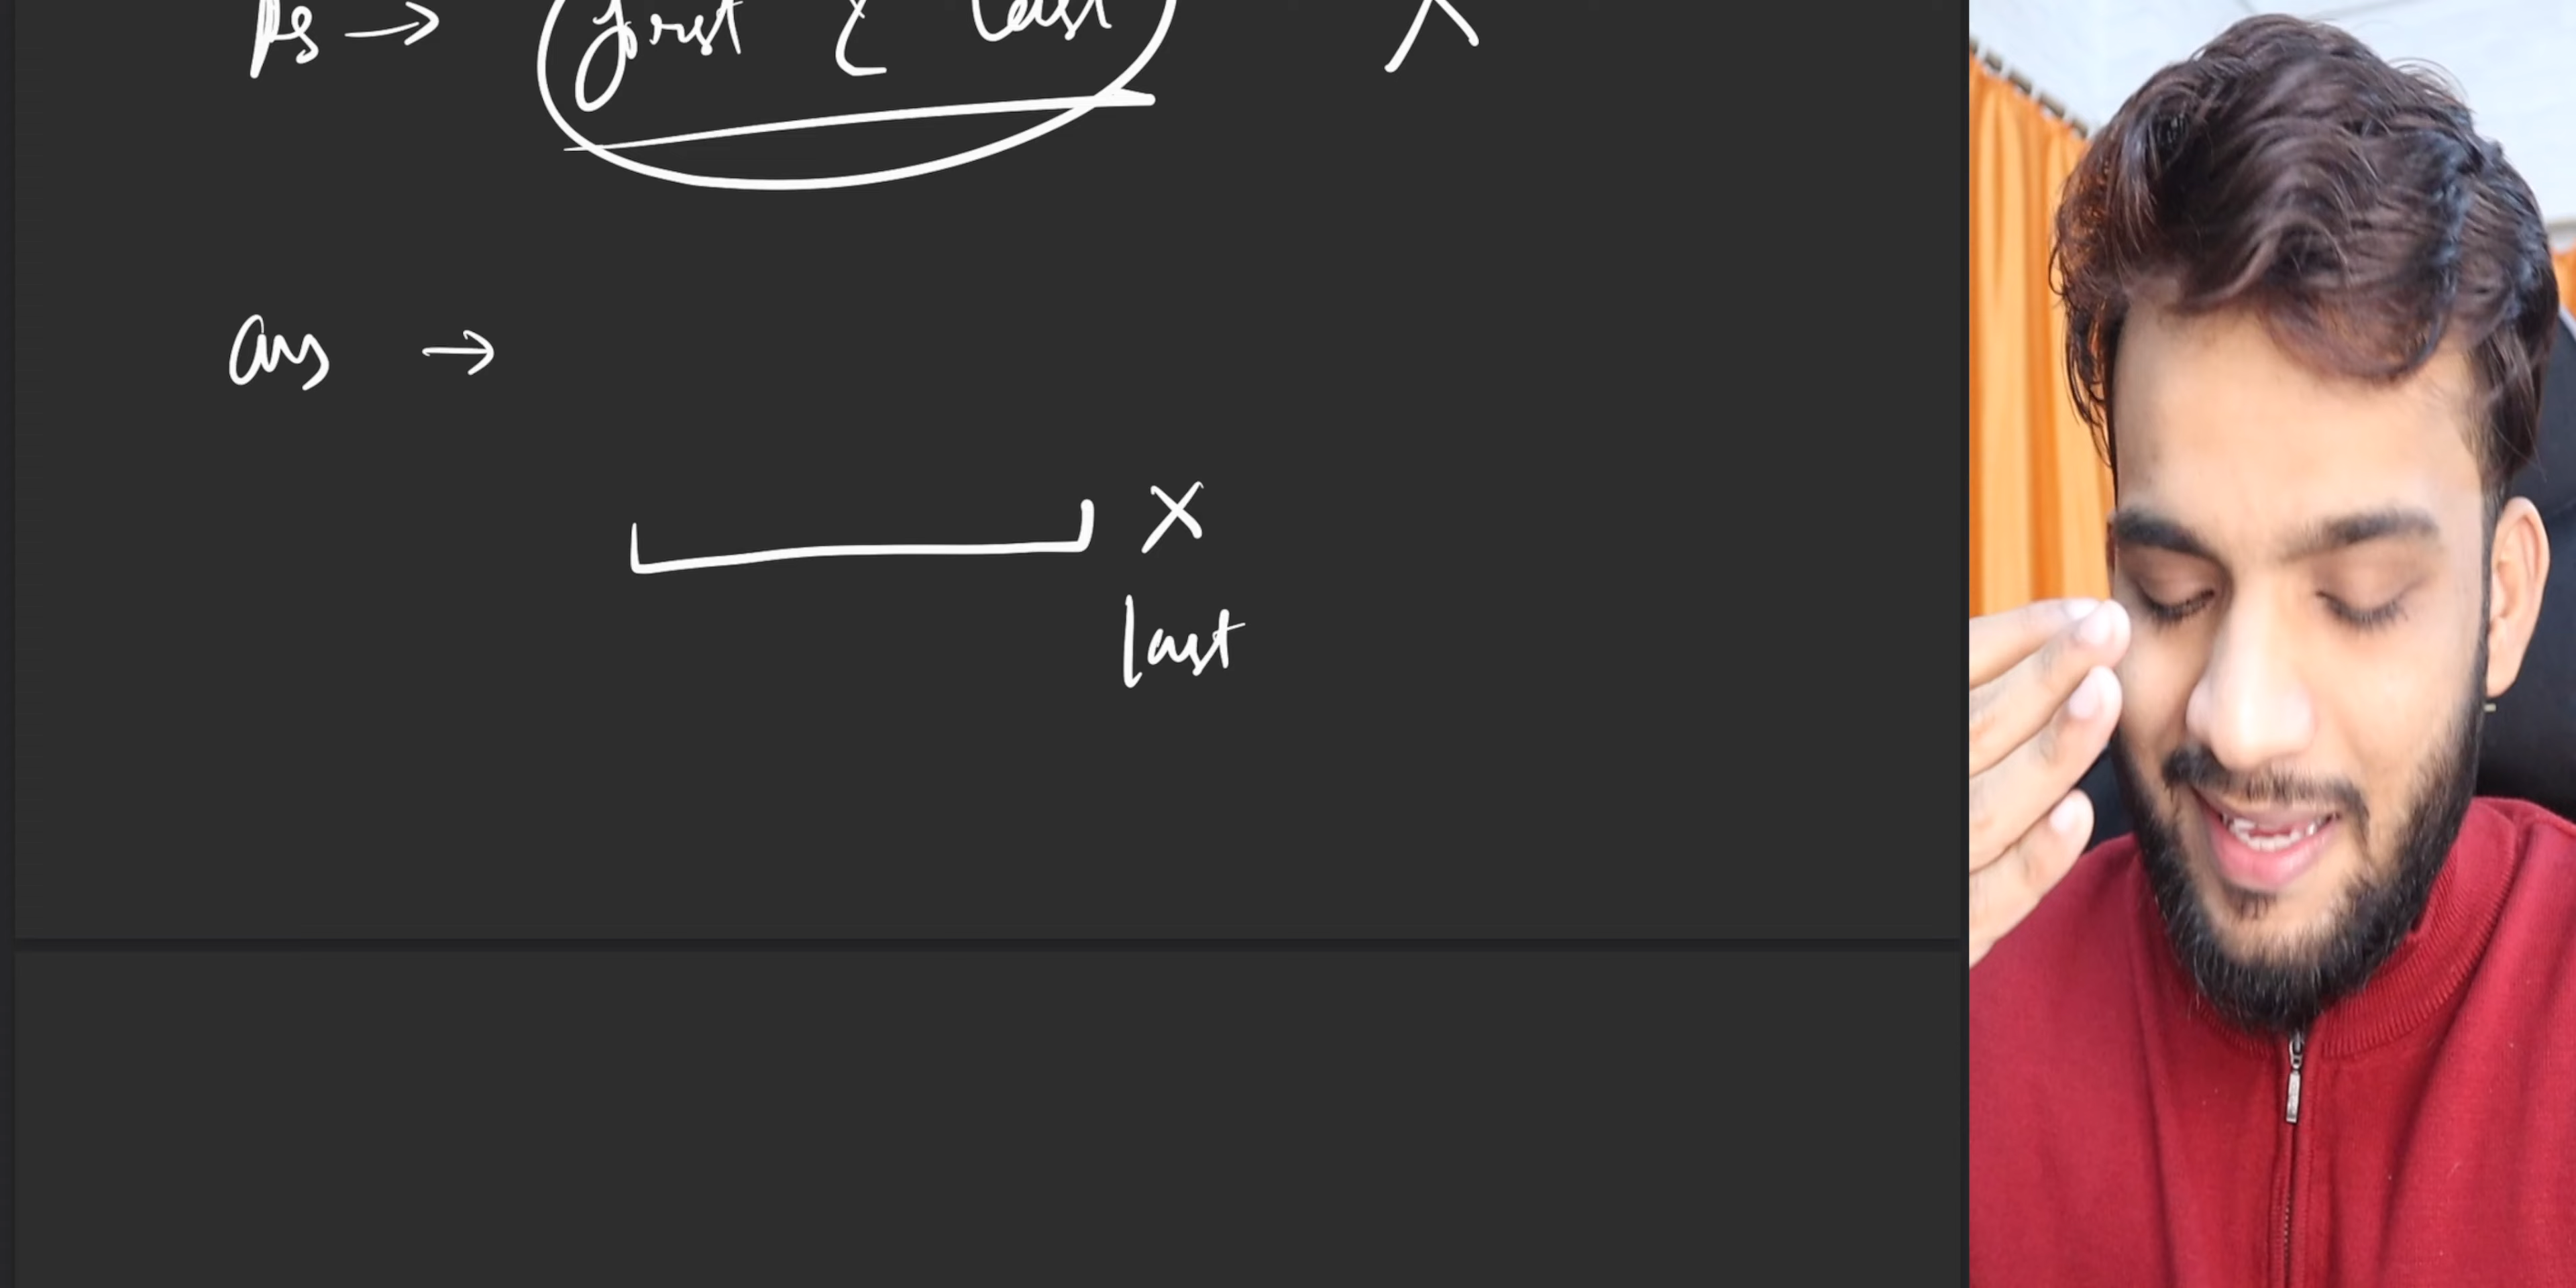 Ps → first & last X
ans →
X
last